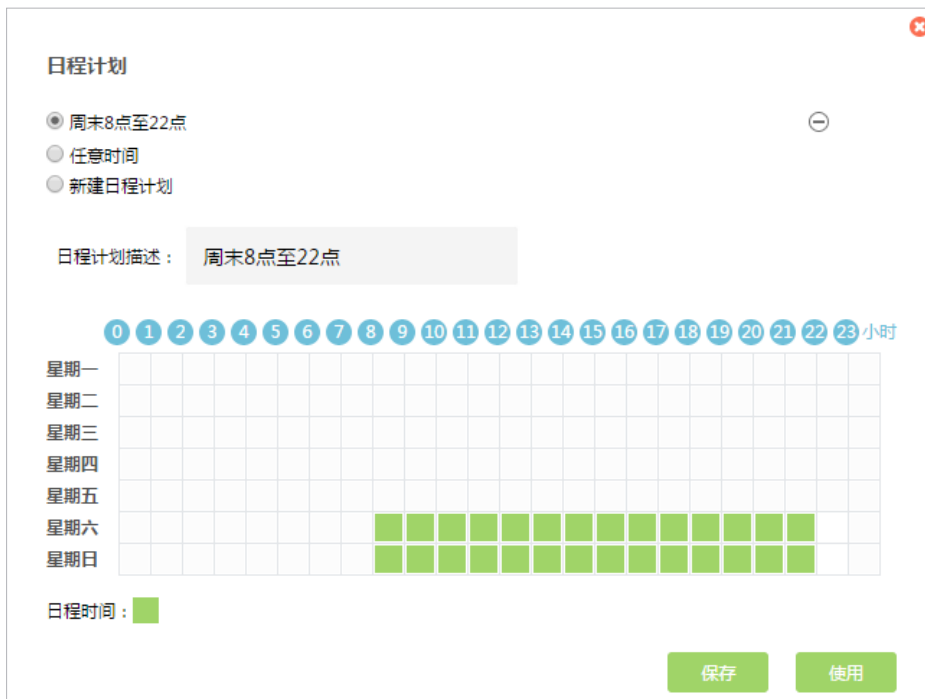 日程计划
周末8点至22点
任意时间
新建日程计划
日程计划描述： 周末8点至22点
0 1 2 3 4 5 6 7 8 9 10 11 12 13 14 15 16 17 18 19 20 21 22 23 小时
星期一
星期二
星期三
星期四
星期五
星期六
星期日
日程时间：
保存 使用